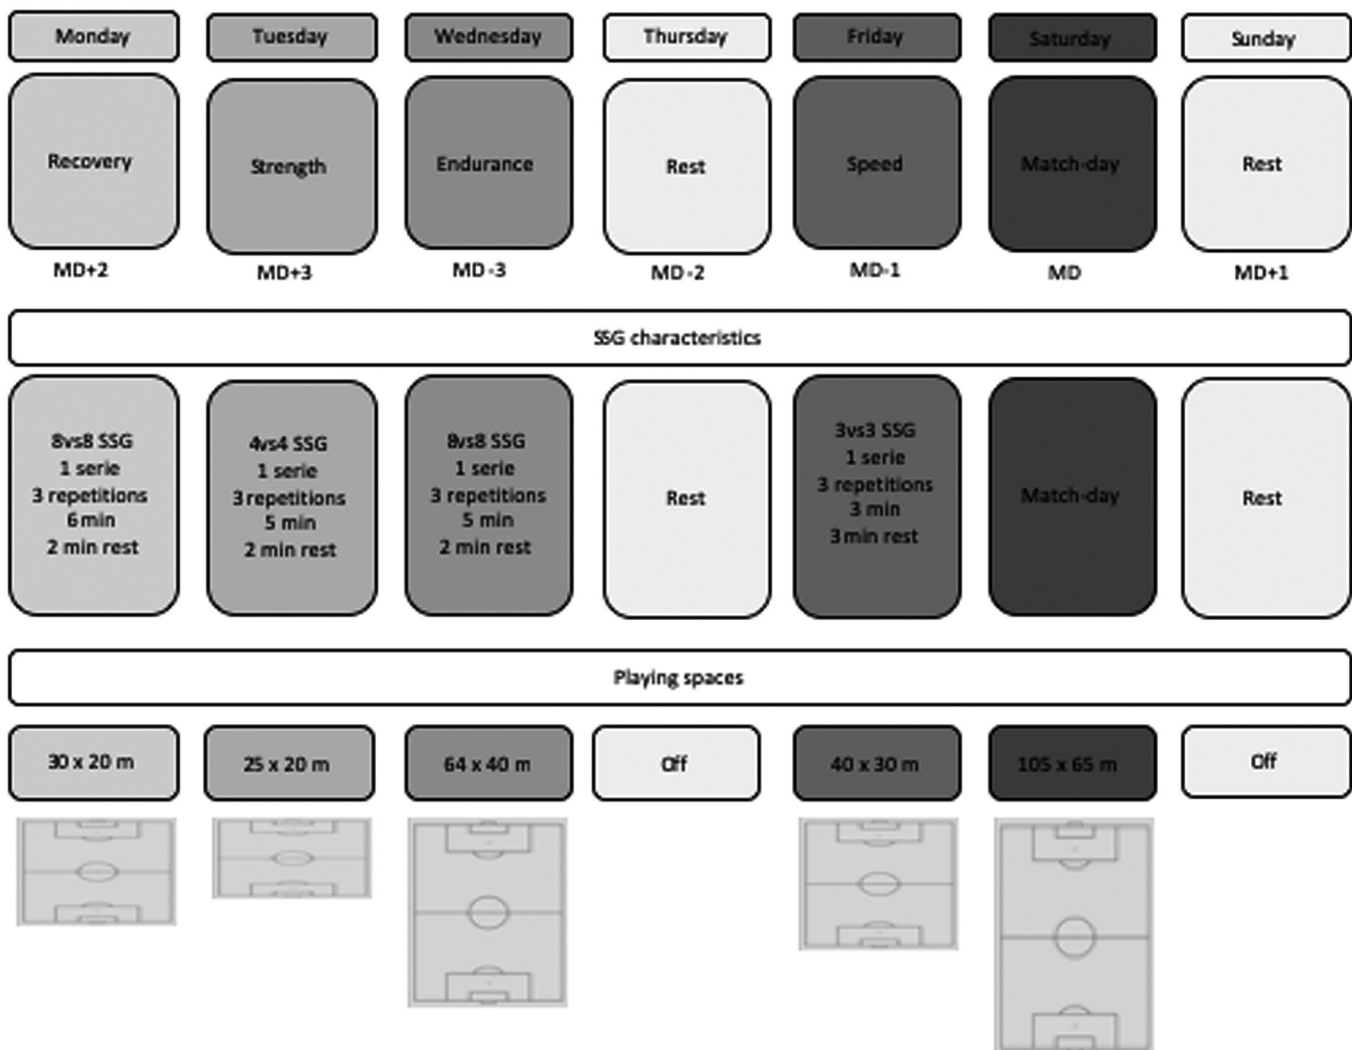 Monday
Tuesday
Wednesday
Thursday
Friday
Saturday
Sunday
Recovery
Strength
Endurance
Rest
Speed
Match-day
Rest
MD+2
MD+3
MD-3
MD-2
MD-1
MD
MD+1
SSG characteristics
8vs8 SSG
1 serie
3 repetitions
6 min
2 min rest
4vs4 SSG
1 serie
3 repetitions
5 min
2 min rest
8vs8 SSG
1 serie
3 repetitions
5 min
2 min rest
Rest
3vs3 SSG
1 serie
3 repetitions
3 min
3 min rest
Match-day
Rest
Playing spaces
30 x 20 m
25 x 20 m
64 x 40 m
Off
40 x 30 m
105 x 65 m
Off